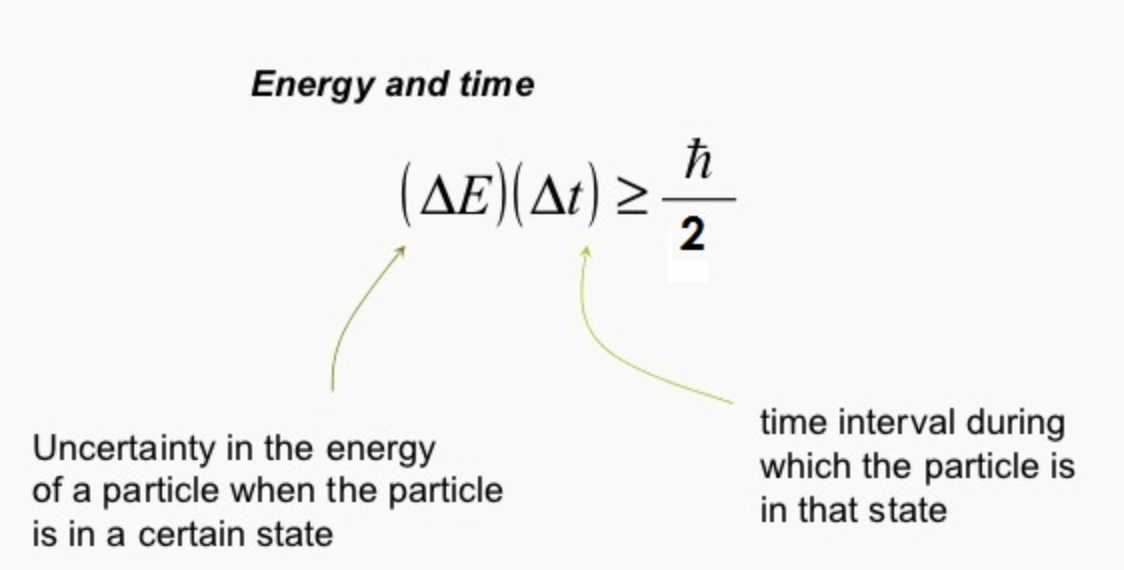 Energy and time
(ΔE)(Δt) ≥ ℏ/2
Uncertainty in the energy
of a particle when the particle
is in a certain state
time interval during
which the particle is
in that state